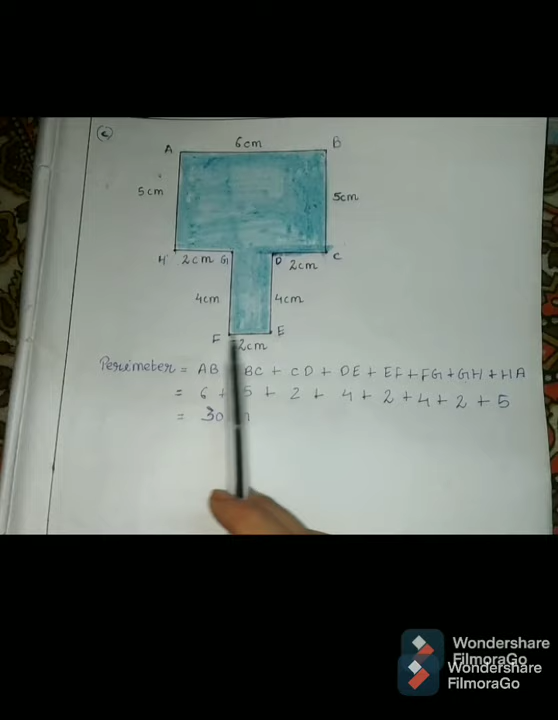 (c)
A 6cm B
5cm 5cm
H 2cm G D 2cm C
4cm 4cm
F 2cm E
Perimeter = AB BC + CD + DE + EF + FG + GH + HA
= 6 + 5 + 2 + 4 + 2 + 4 + 2 + 5
= 30
Wondershare
FilmoraGo
Wondershare
FilmoraGo